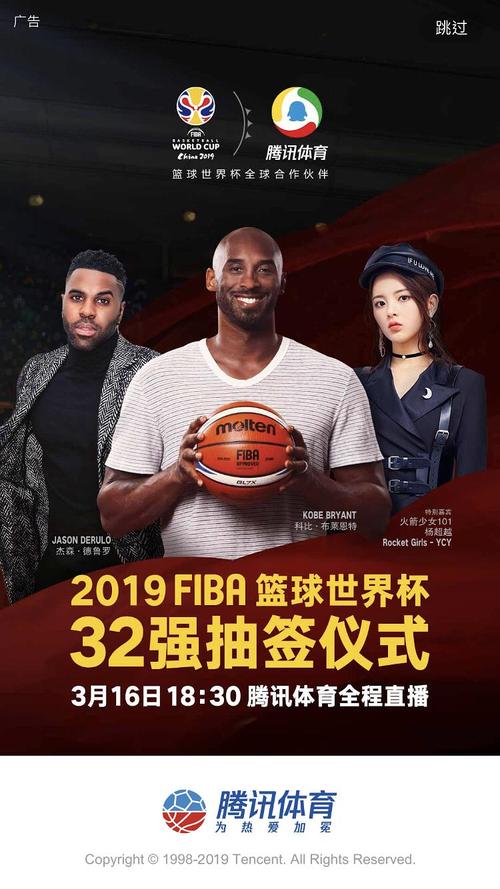 广告
跳过
FIBA
BASKETBALL
WORLD CUP
China 2019
腾讯体育
篮球世界杯全球合作伙伴
IF U WANT
molten
FIBA
APPROVED
GL7X
JASON DERULO
杰森·德鲁罗
KOBE BRYANT
科比·布莱恩特
特别嘉宾
火箭少女101
杨超越
Rocket Girls - YCY
2019 FIBA 篮球世界杯
32强抽签仪式
3月16日 18:30 腾讯体育全程直播
腾讯体育
为热爱加冕
Copyright © 1998-2019 Tencent. All Rights Reserved.